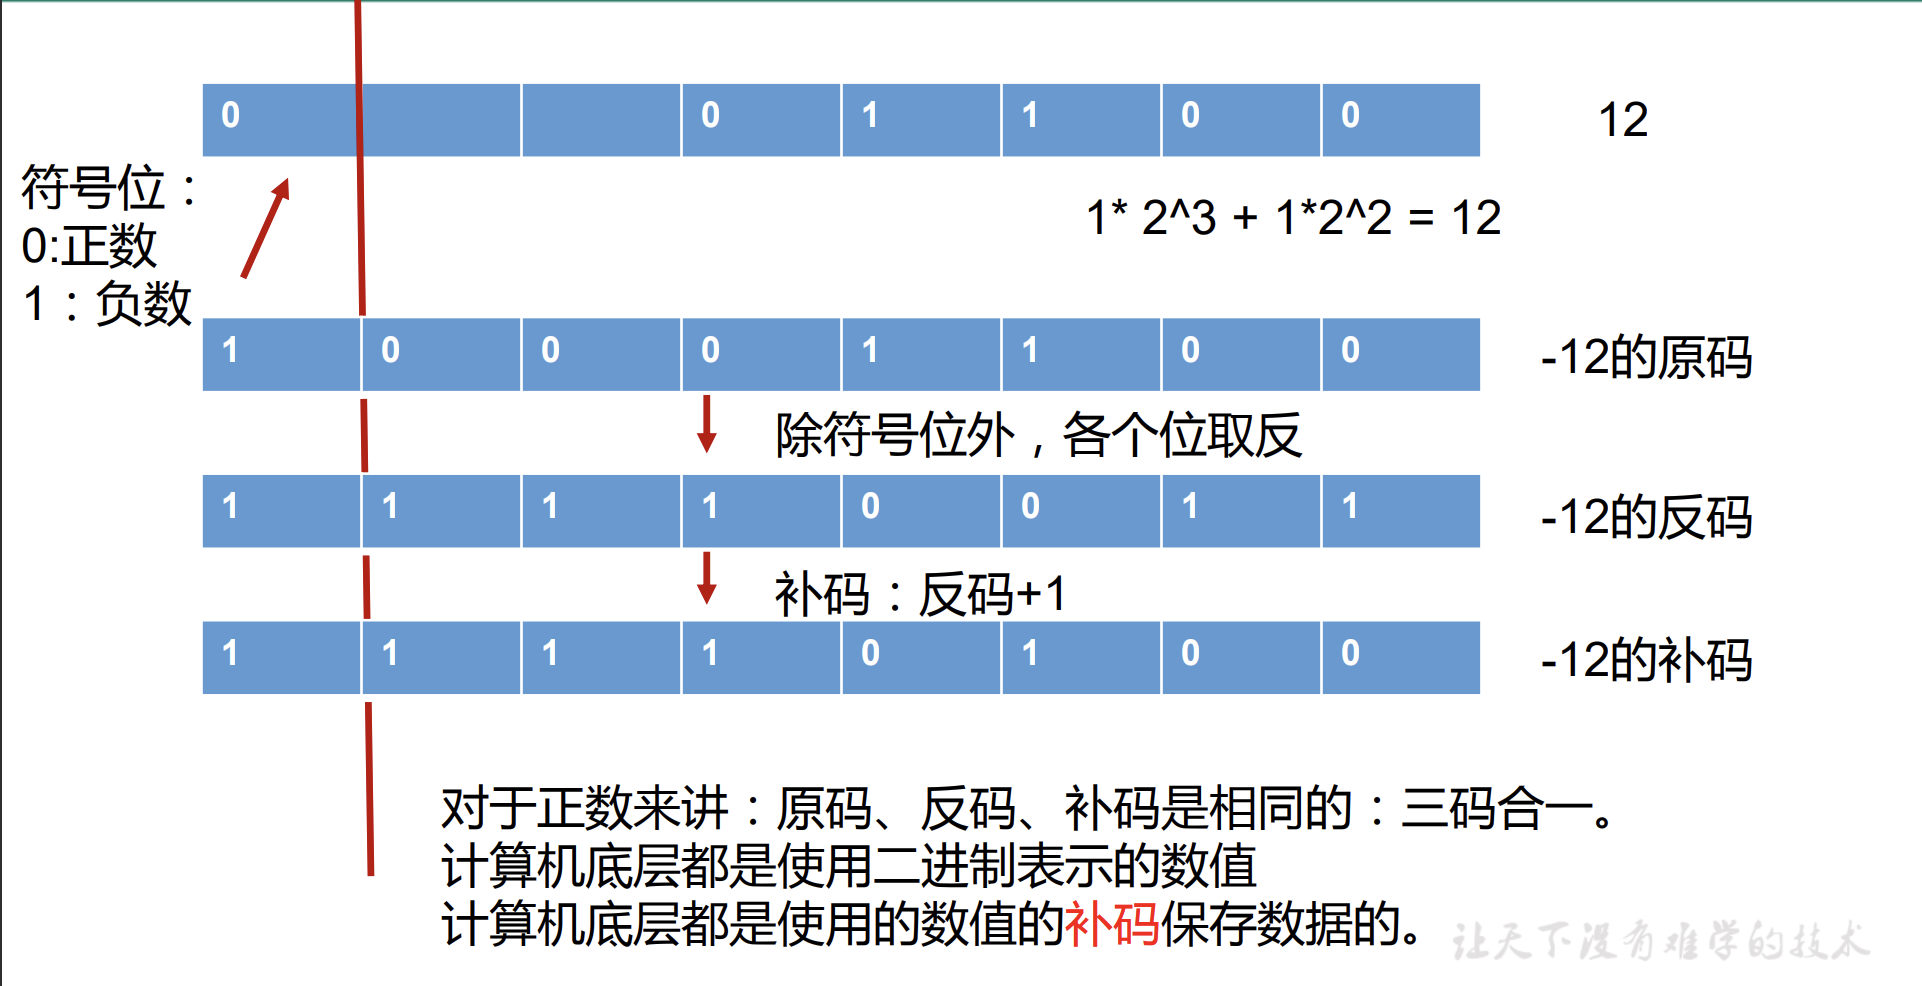 0 0 1 1 0 0 12
符号位：
0:正数
1：负数
1* 2^3 + 1*2^2 = 12
1 0 0 0 1 1 0 0 -12的原码
除符号位外，各个位取反
1 1 1 1 0 0 1 1 -12的反码
补码：反码+1
1 1 1 1 0 1 0 0 -12的补码
对于正数来讲：原码、反码、补码是相同的：三码合一。
计算机底层都是使用二进制表示的数值
计算机底层都是使用的数值的补码保存数据的。
让天下没有难学的技术